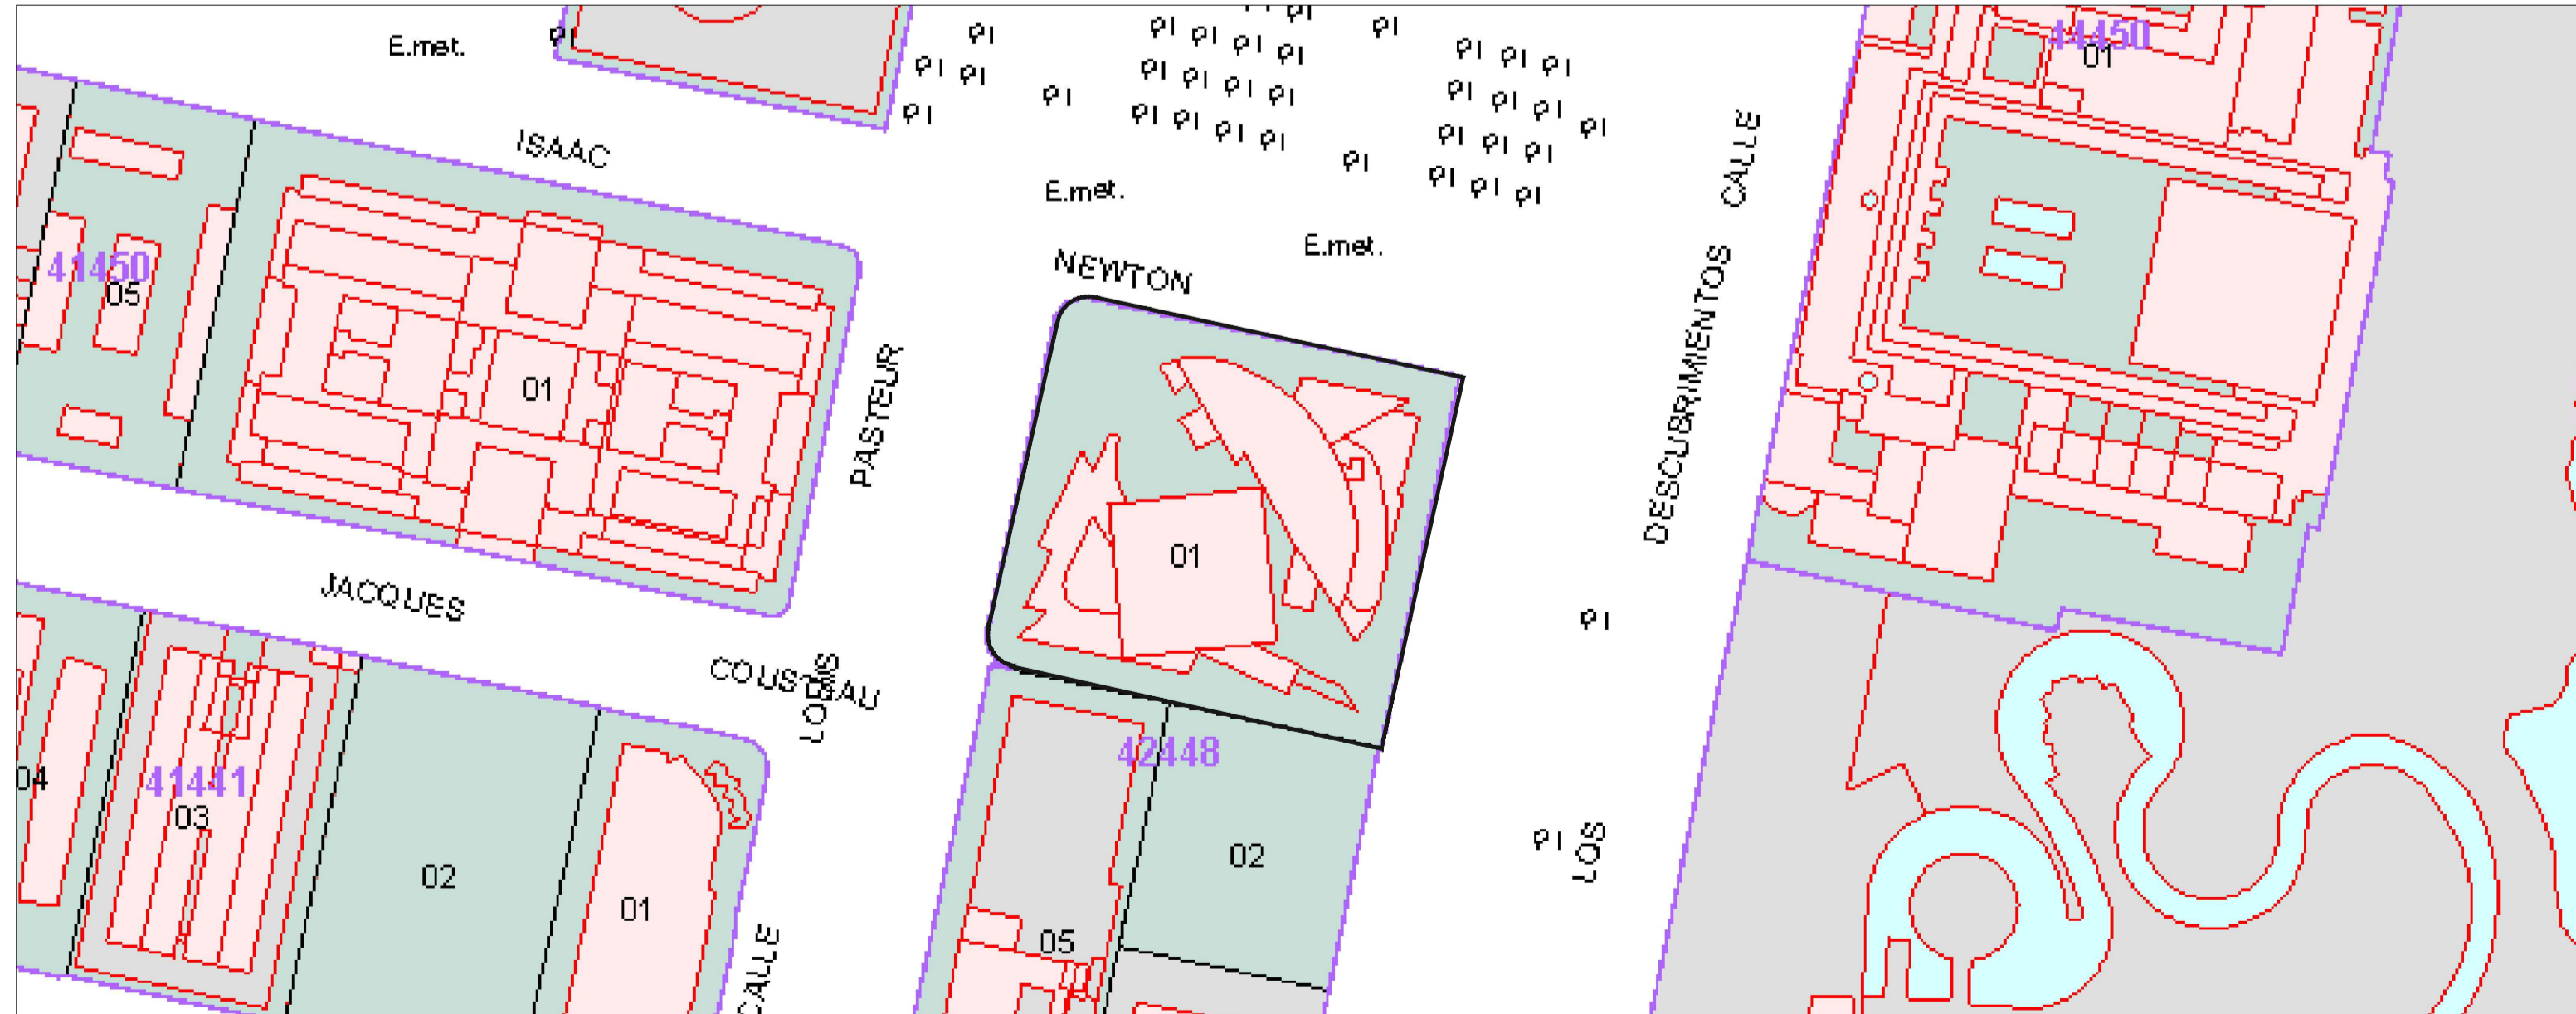 E.met.
44450
01
ISAAC
CALLE
E.met.
E.met.
NEWTON
41450
05
01
PASTEUR
DESCUBRIMIENTOS
01
JACQUES
COUSTEAU
LOUIS
42448
41441
04
03
02
01
02
LOS
05
CALLE